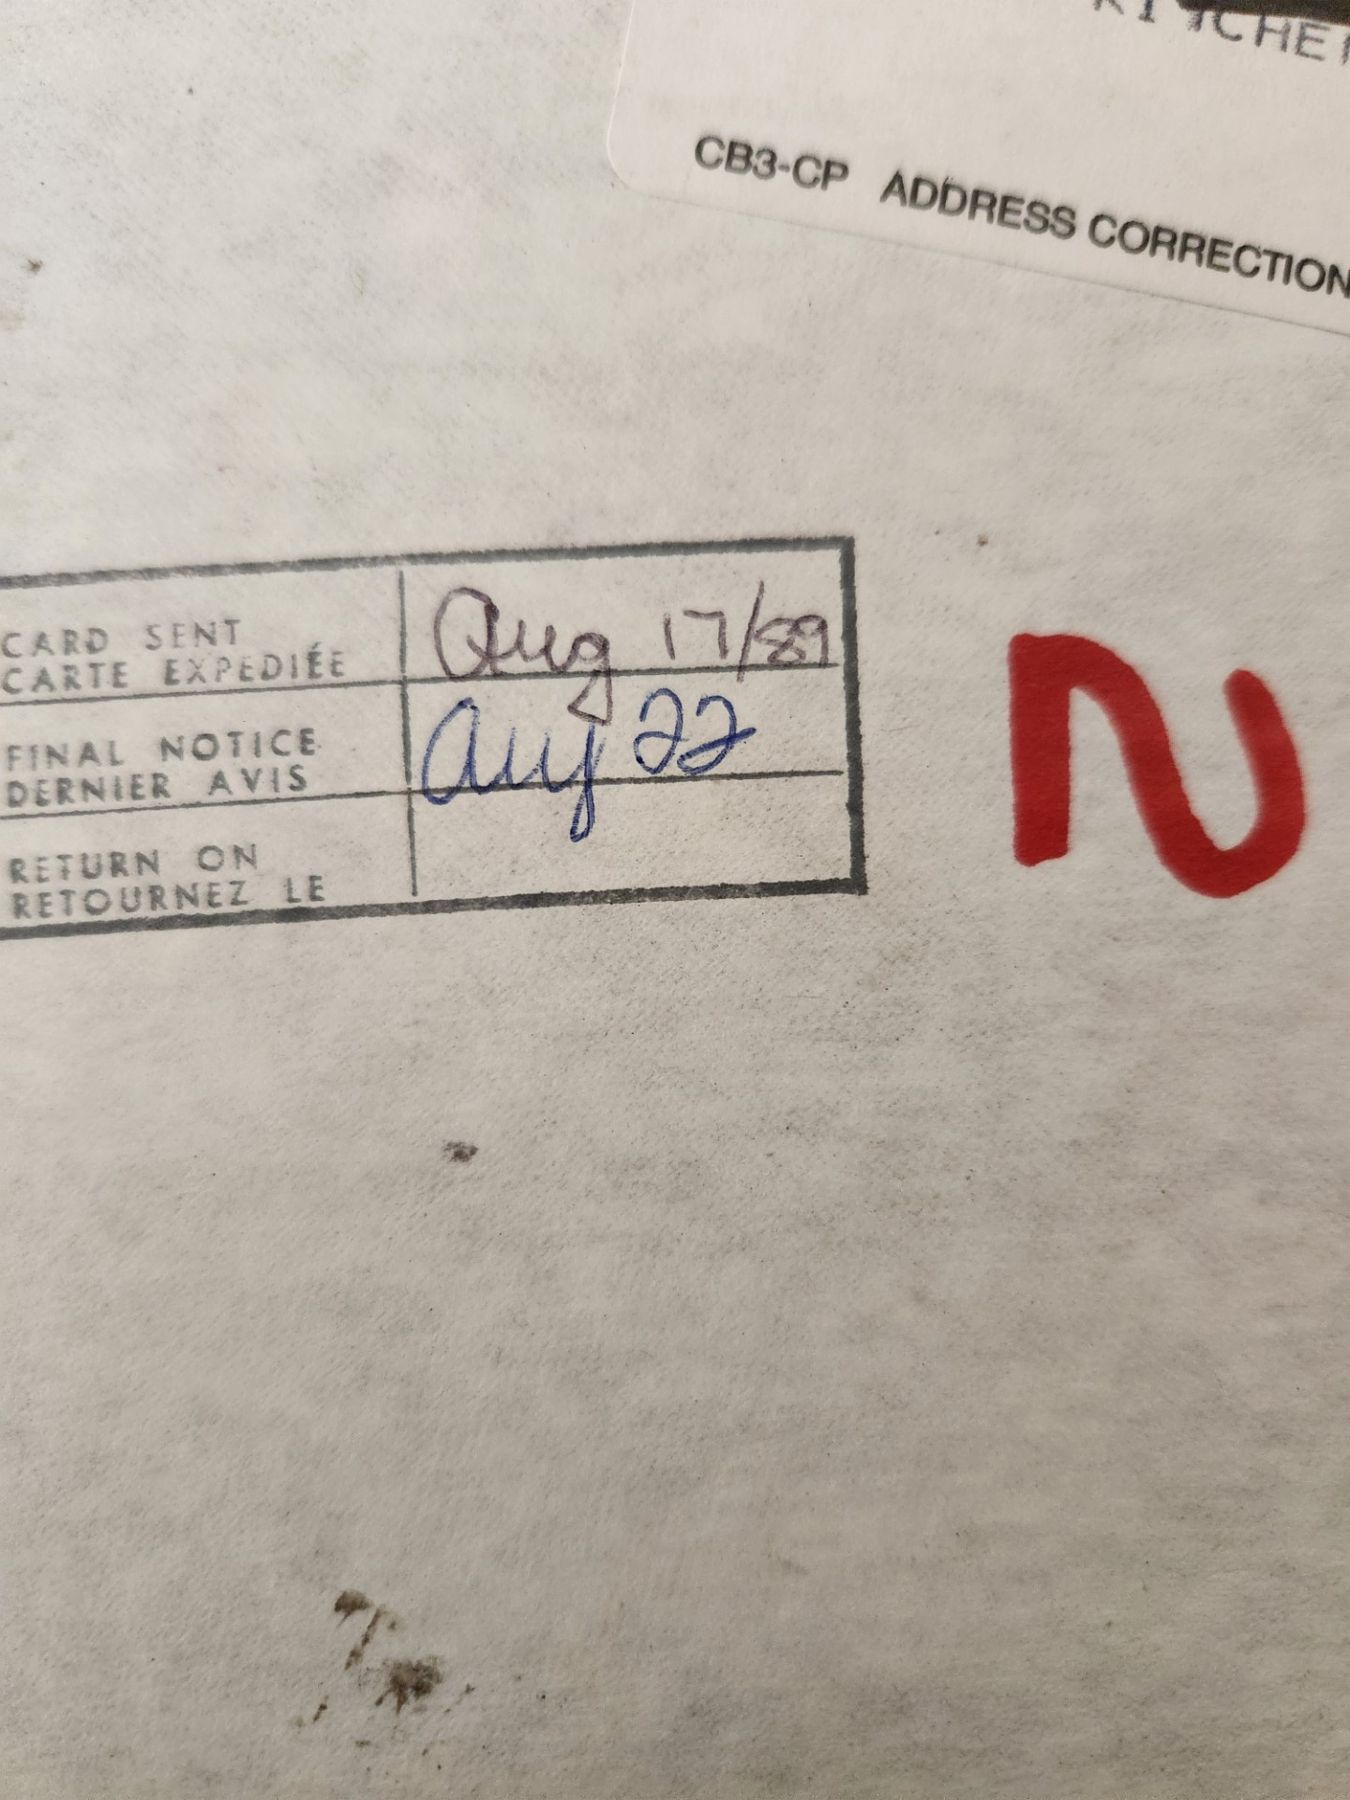 CB3-CP ADDRESS CORRECTION
CARD SENT
CARTE EXPEDIÉE
Aug 17/89
FINAL NOTICE
DERNIER AVIS
Aug 22
RETURN ON
RETOURNEZ LE
2